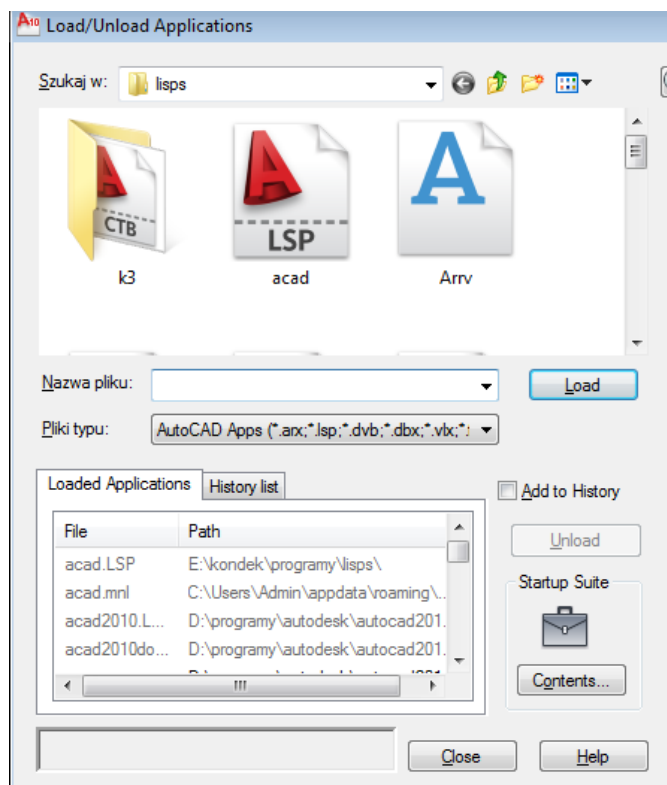 A10 Load/Unload Applications
Szukaj w: lisps
CTB
LSP
k3 acad Arrv
Nazwa pliku: Load
Pliki typu: AutoCAD Apps (*.arx;*.lsp;*.dvb;*.dbx;*.vlx;*.
Loaded Applications History list Add to History
File Path
Unload
acad.LSP E:\kondek\programy\lisps\
acad.mnl C:\Users\Admin\appdata\roaming\..
Startup Suite
acad2010.L... D:\programy\autodesk\autocad201.
acad2010do... D:\programy\autodesk\autocad201.
Contents...
Close Help